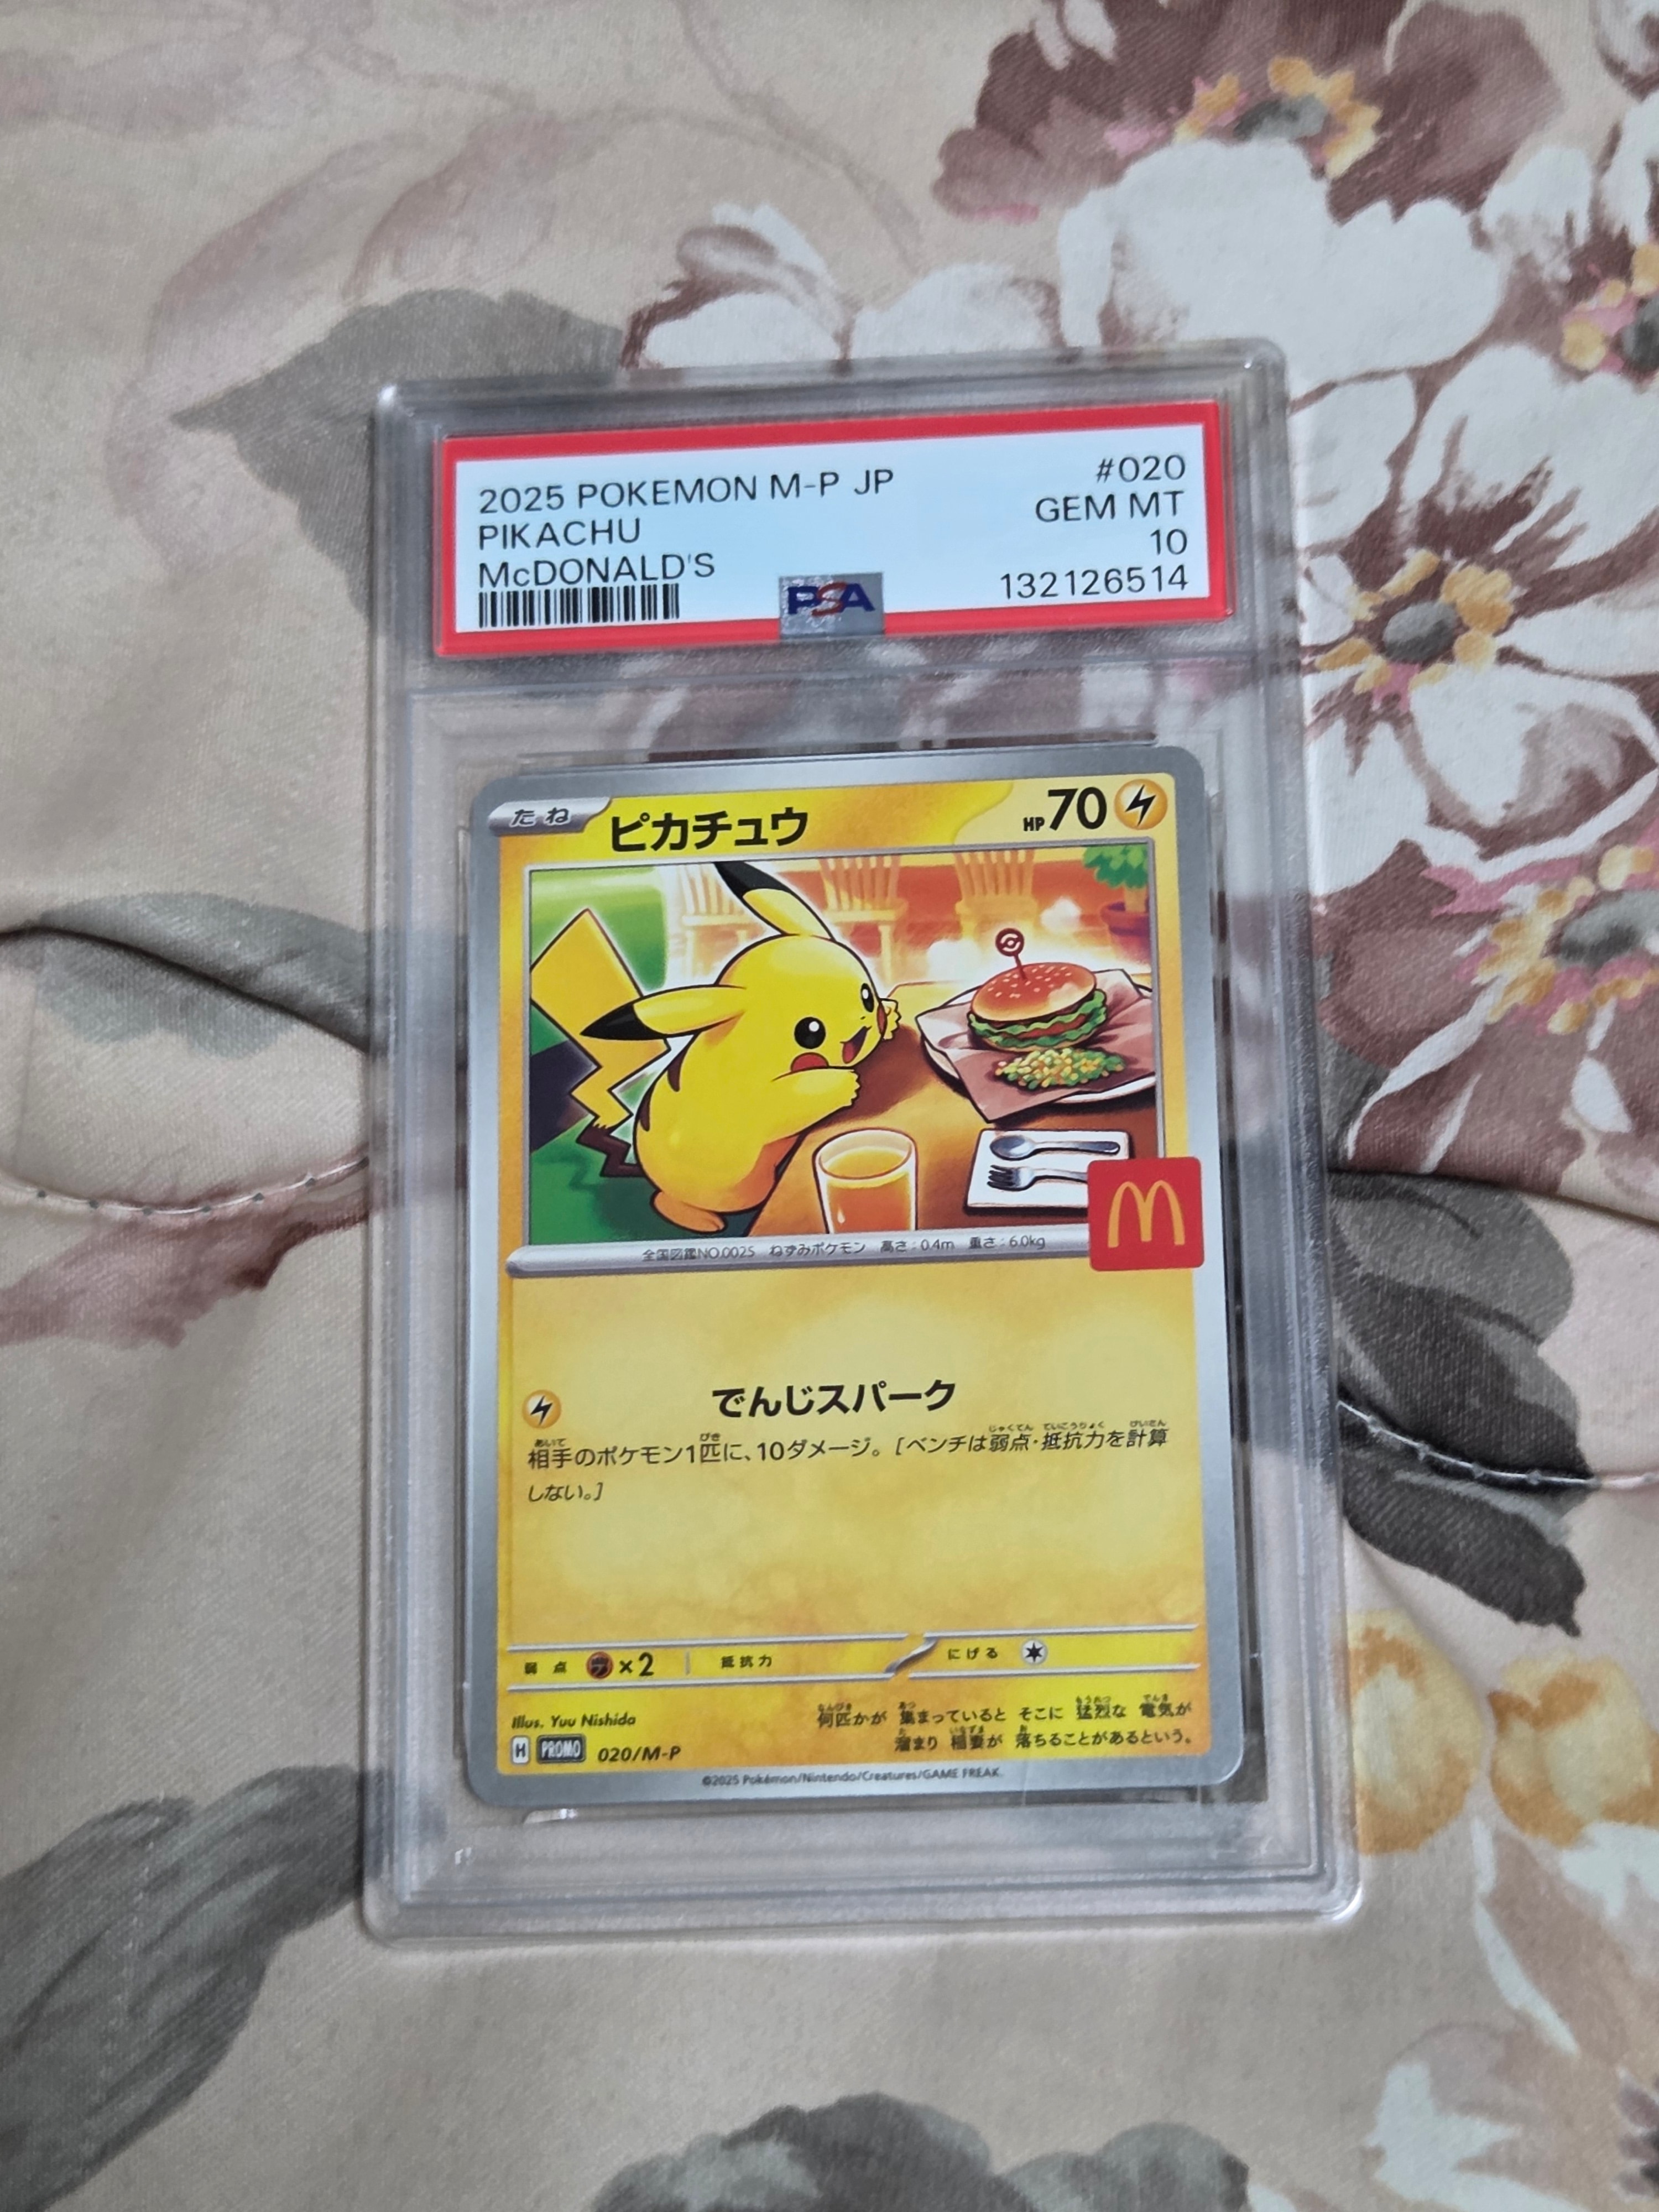 2025 POKEMON M-P JP #020
PIKACHU GEM MT
McDONALD'S 10
PSA 132126514
たね ピカチュウ HP70
全国図鑑NO.0025 ねずみポケモン 高さ:0.4m 重さ:6.0kg
でんじスパーク
相手のポケモン1匹に、10ダメージ。[ベンチは弱点・抵抗力を計算
しない。]
弱点 ×2 抵抗力 にげる
Illus. Yuu Nishida
何匹かが 集まっていると そこに 猛烈な 電気が
溜まり 稲妻が 落ちることがあるという。
H PROMO 020/M-P
©2025 Pokémon/Nintendo/Creatures/GAME FREAK.